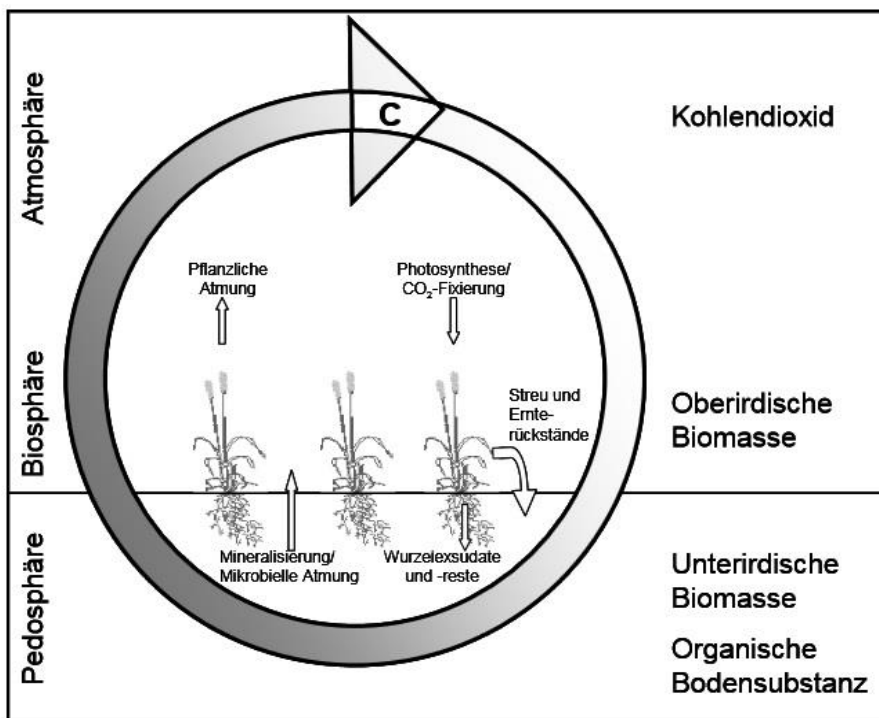 Atmosphäre
C
Kohlendioxid
Pflanzliche
Atmung
Photosynthese/
CO₂-Fixierung
Biosphäre
Streu und
Ernte-
rückstände
Oberirdische
Biomasse
Pedosphäre
Mineralisierung/
Mikrobielle Atmung
Wurzelexsudate
und -reste
Unterirdische
Biomasse
Organische
Bodensubstanz